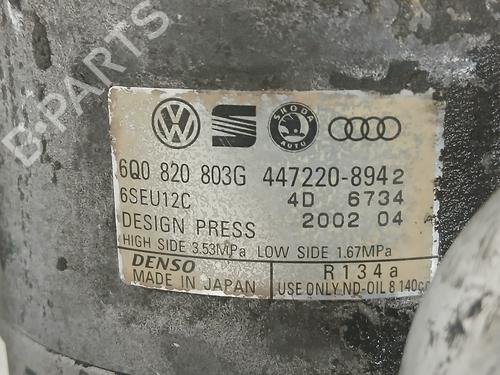 B-PARTS
SKODA
AUTO
6Q0 820 803G 447220-8942
6SEU12C 4D 6734
DESIGN PRESS 2002 04
HIGH SIDE 3.53MPa LOW SIDE 1.67MPa
DENSO R134a
MADE IN JAPAN USE ONLY ND-OIL 8 140cc